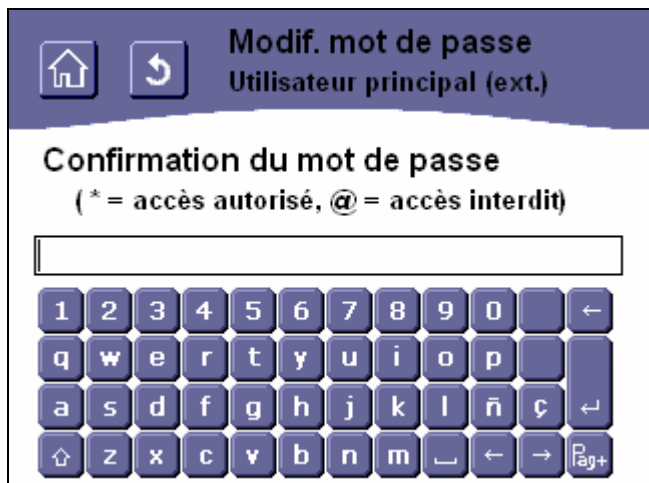 Modif. mot de passe
Utilisateur principal (ext.)
Confirmation du mot de passe
(* = accès autorisé, @ = accès interdit)
1 2 3 4 5 6 7 8 9 0 ←
q w e r t y u i o p
a s d f g h j k l ñ ç ↵
⇧ z x c v b n m ⎵ ← → Pag+